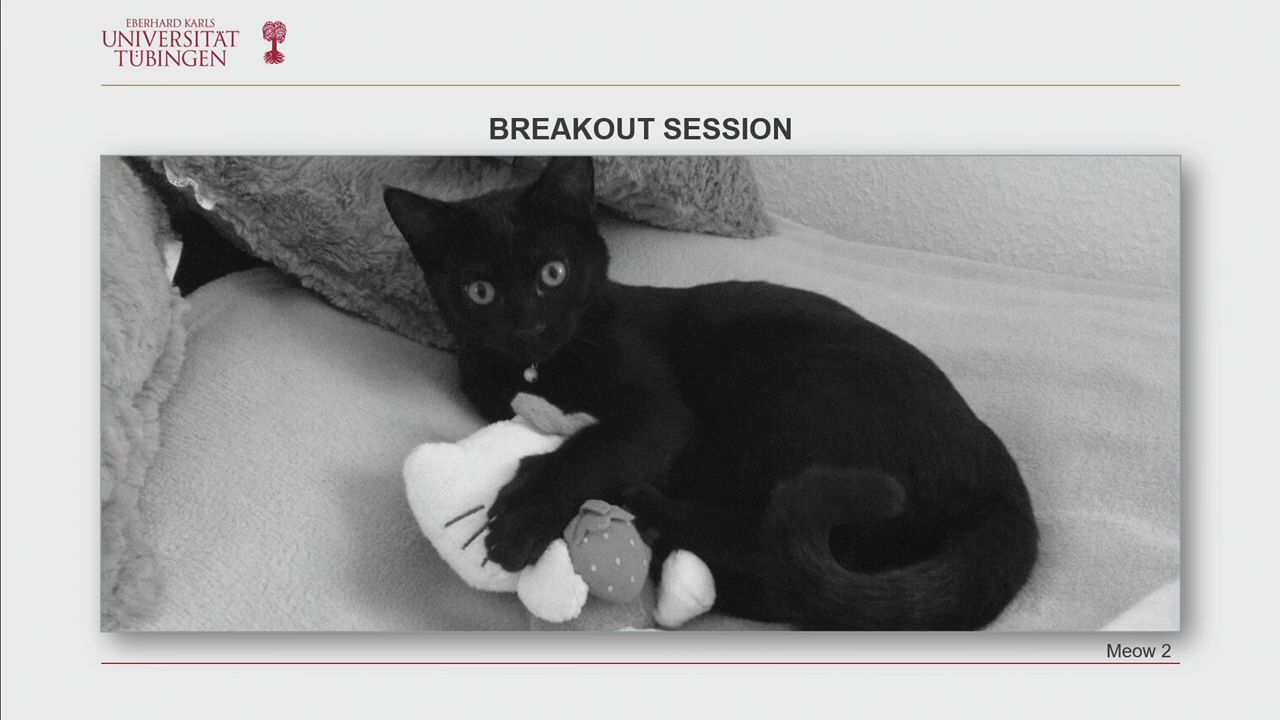 EBERHARD KARLS
UNIVERSITÄT
TÜBINGEN
BREAKOUT SESSION
Meow 2